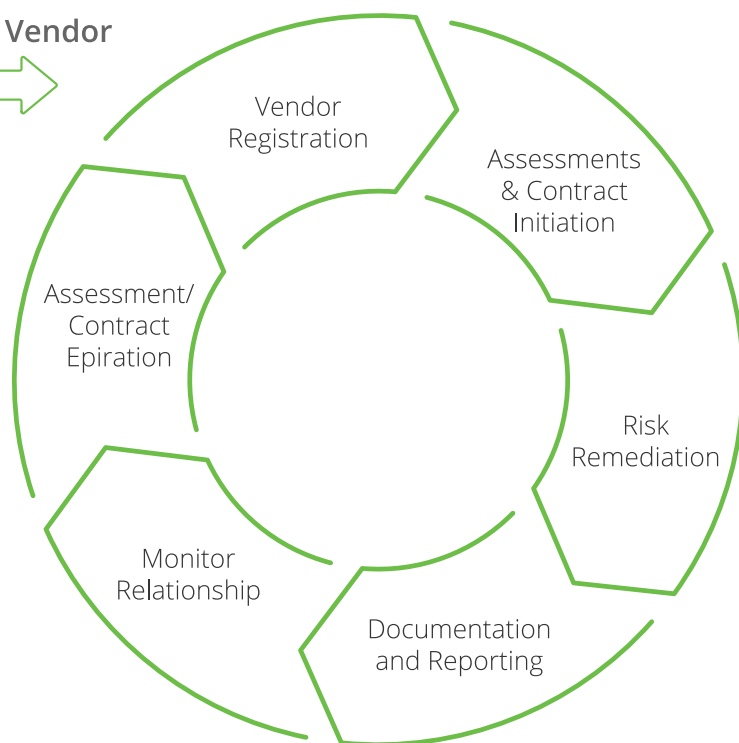 Vendor
Vendor
Registration
Assessments
& Contract
Initiation
Risk
Remediation
Documentation
and Reporting
Monitor
Relationship
Assessment/
Contract
Epiration